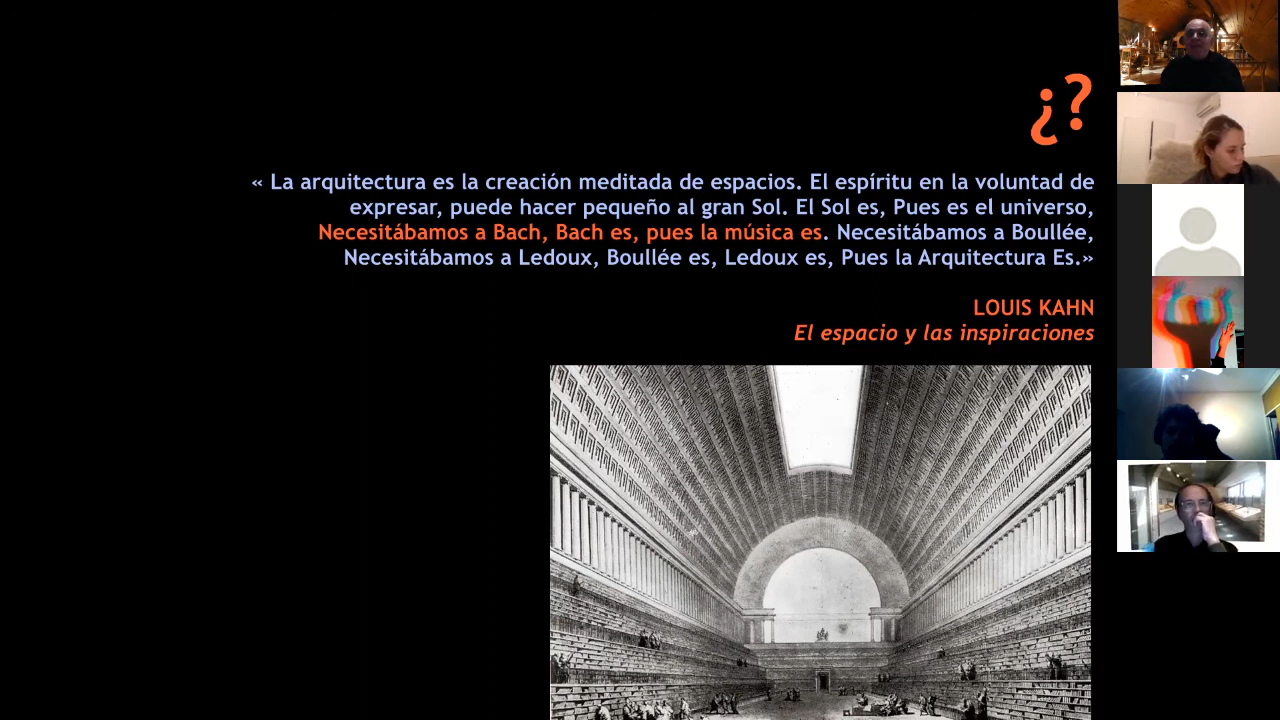 ¿?
« La arquitectura es la creación meditada de espacios. El espíritu en la voluntad de
expresar, puede hacer pequeño al gran Sol. El Sol es, Pues es el universo,
Necesitábamos a Bach, Bach es, pues la música es. Necesitábamos a Boullée,
Necesitábamos a Ledoux, Boullée es, Ledoux es, Pues la Arquitectura Es.»
LOUIS KAHN
El espacio y las inspiraciones